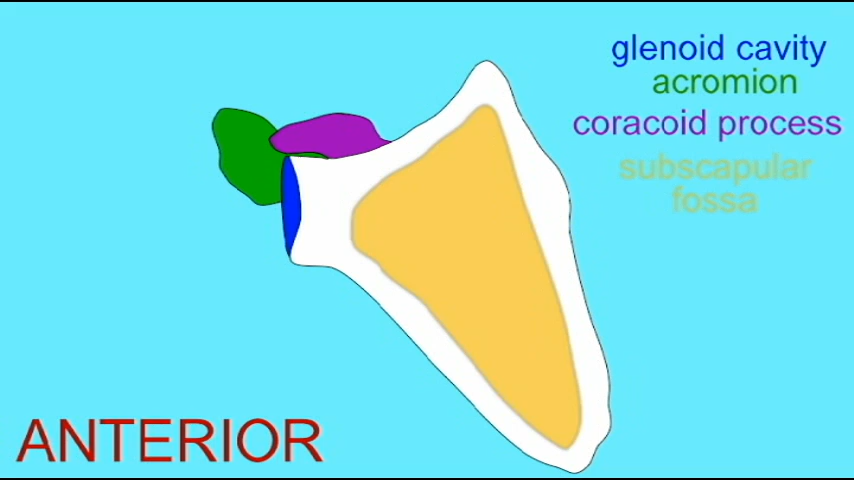 glenoid cavity
acromion
coracoid process
subscapular
fossa
ANTERIOR